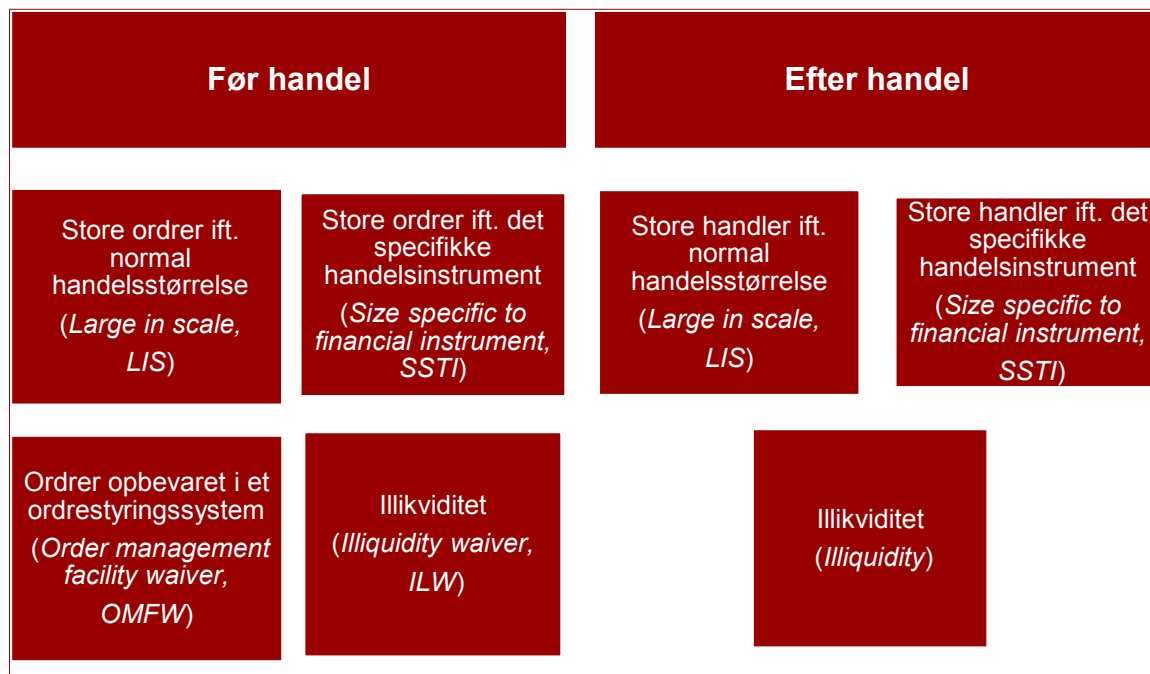 Før handel
Efter handel
Store ordrer ift.
normal
handelsstørrelse
(Large in scale,
LIS)
Store ordrer ift. det
specifikke
handelsinstrument
(Size specific to
financial instrument,
SSTI)
Store handler ift.
normal
handelsstørrelse
(Large in scale,
LIS)
Store handler ift. det
specifikke
handelsinstrument
(Size specific to
financial instrument,
SSTI)
Ordrer opbevaret i et
ordrestyringssystem
(Order management
facility waiver,
OMFW)
Illikviditet
(Illiquidity waiver,
ILW)
Illikviditet
(Illiquidity)